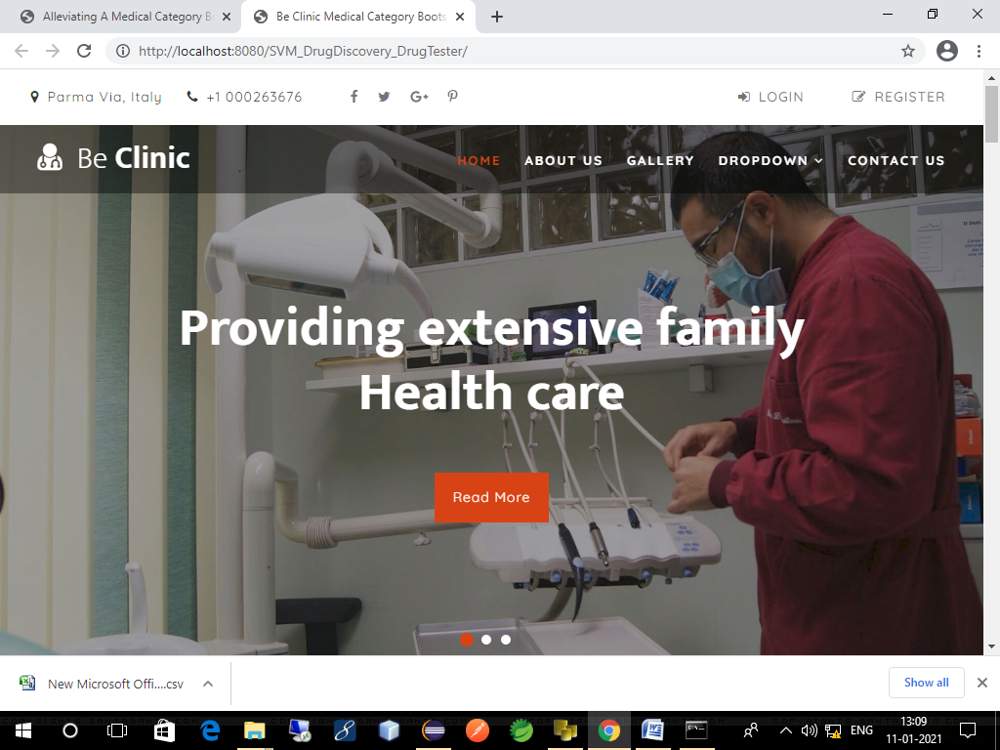 Alleviating A Medical Category B
Be Clinic Medical Category Boots
http://localhost:8080/SVM_DrugDiscovery_DrugTester/
Parma Via, Italy +1 000263676 LOGIN REGISTER
Be Clinic HOME ABOUT US GALLERY DROPDOWN CONTACT US
Providing extensive family
Health care
Read More
New Microsoft Offi....csv
Show all
ENG
13:09
11-01-2021